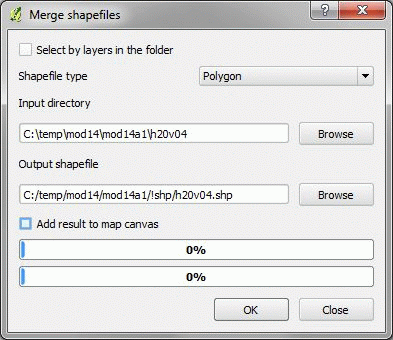 Merge shapefiles
Select by layers in the folder
Shapefile type Polygon
Input directory
C:\temp\mod14\mod14a1\h20v04 Browse
Output shapefile
C:/temp/mod14/mod14a1/!shp/h20v04.shp Browse
Add result to map canvas
0%
0%
OK Close